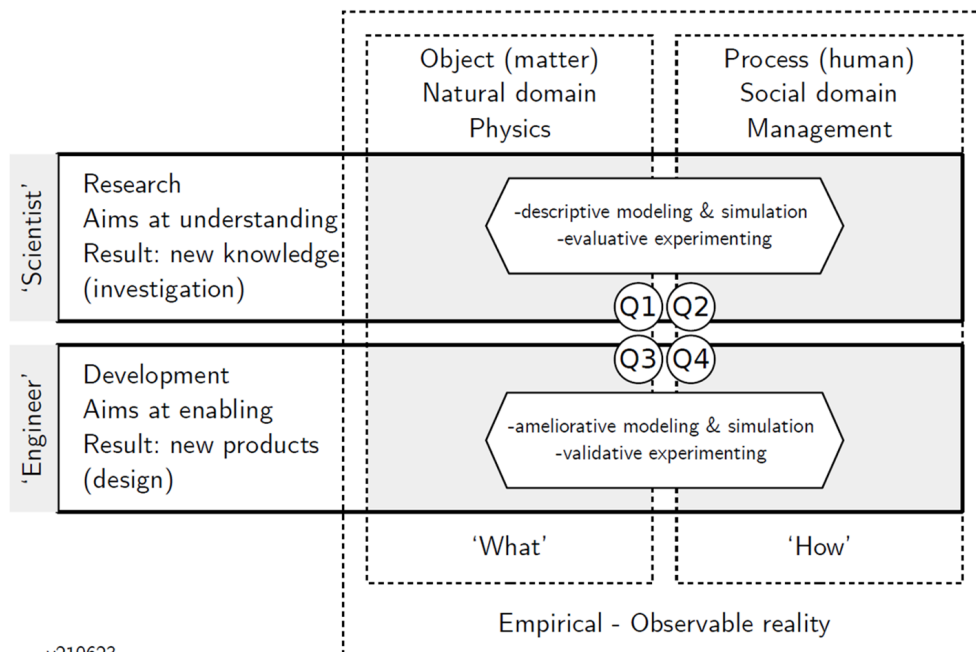 Object (matter)
Natural domain
Physics
Process (human)
Social domain
Management
‘Scientist’
Research
Aims at understanding
Result: new knowledge
(investigation)
-descriptive modeling & simulation
-evaluative experimenting
Q1 Q2
Q3 Q4
‘Engineer’
Development
Aims at enabling
Result: new products
(design)
-ameliorative modeling & simulation
-validative experimenting
‘What’
‘How’
Empirical - Observable reality
v210623